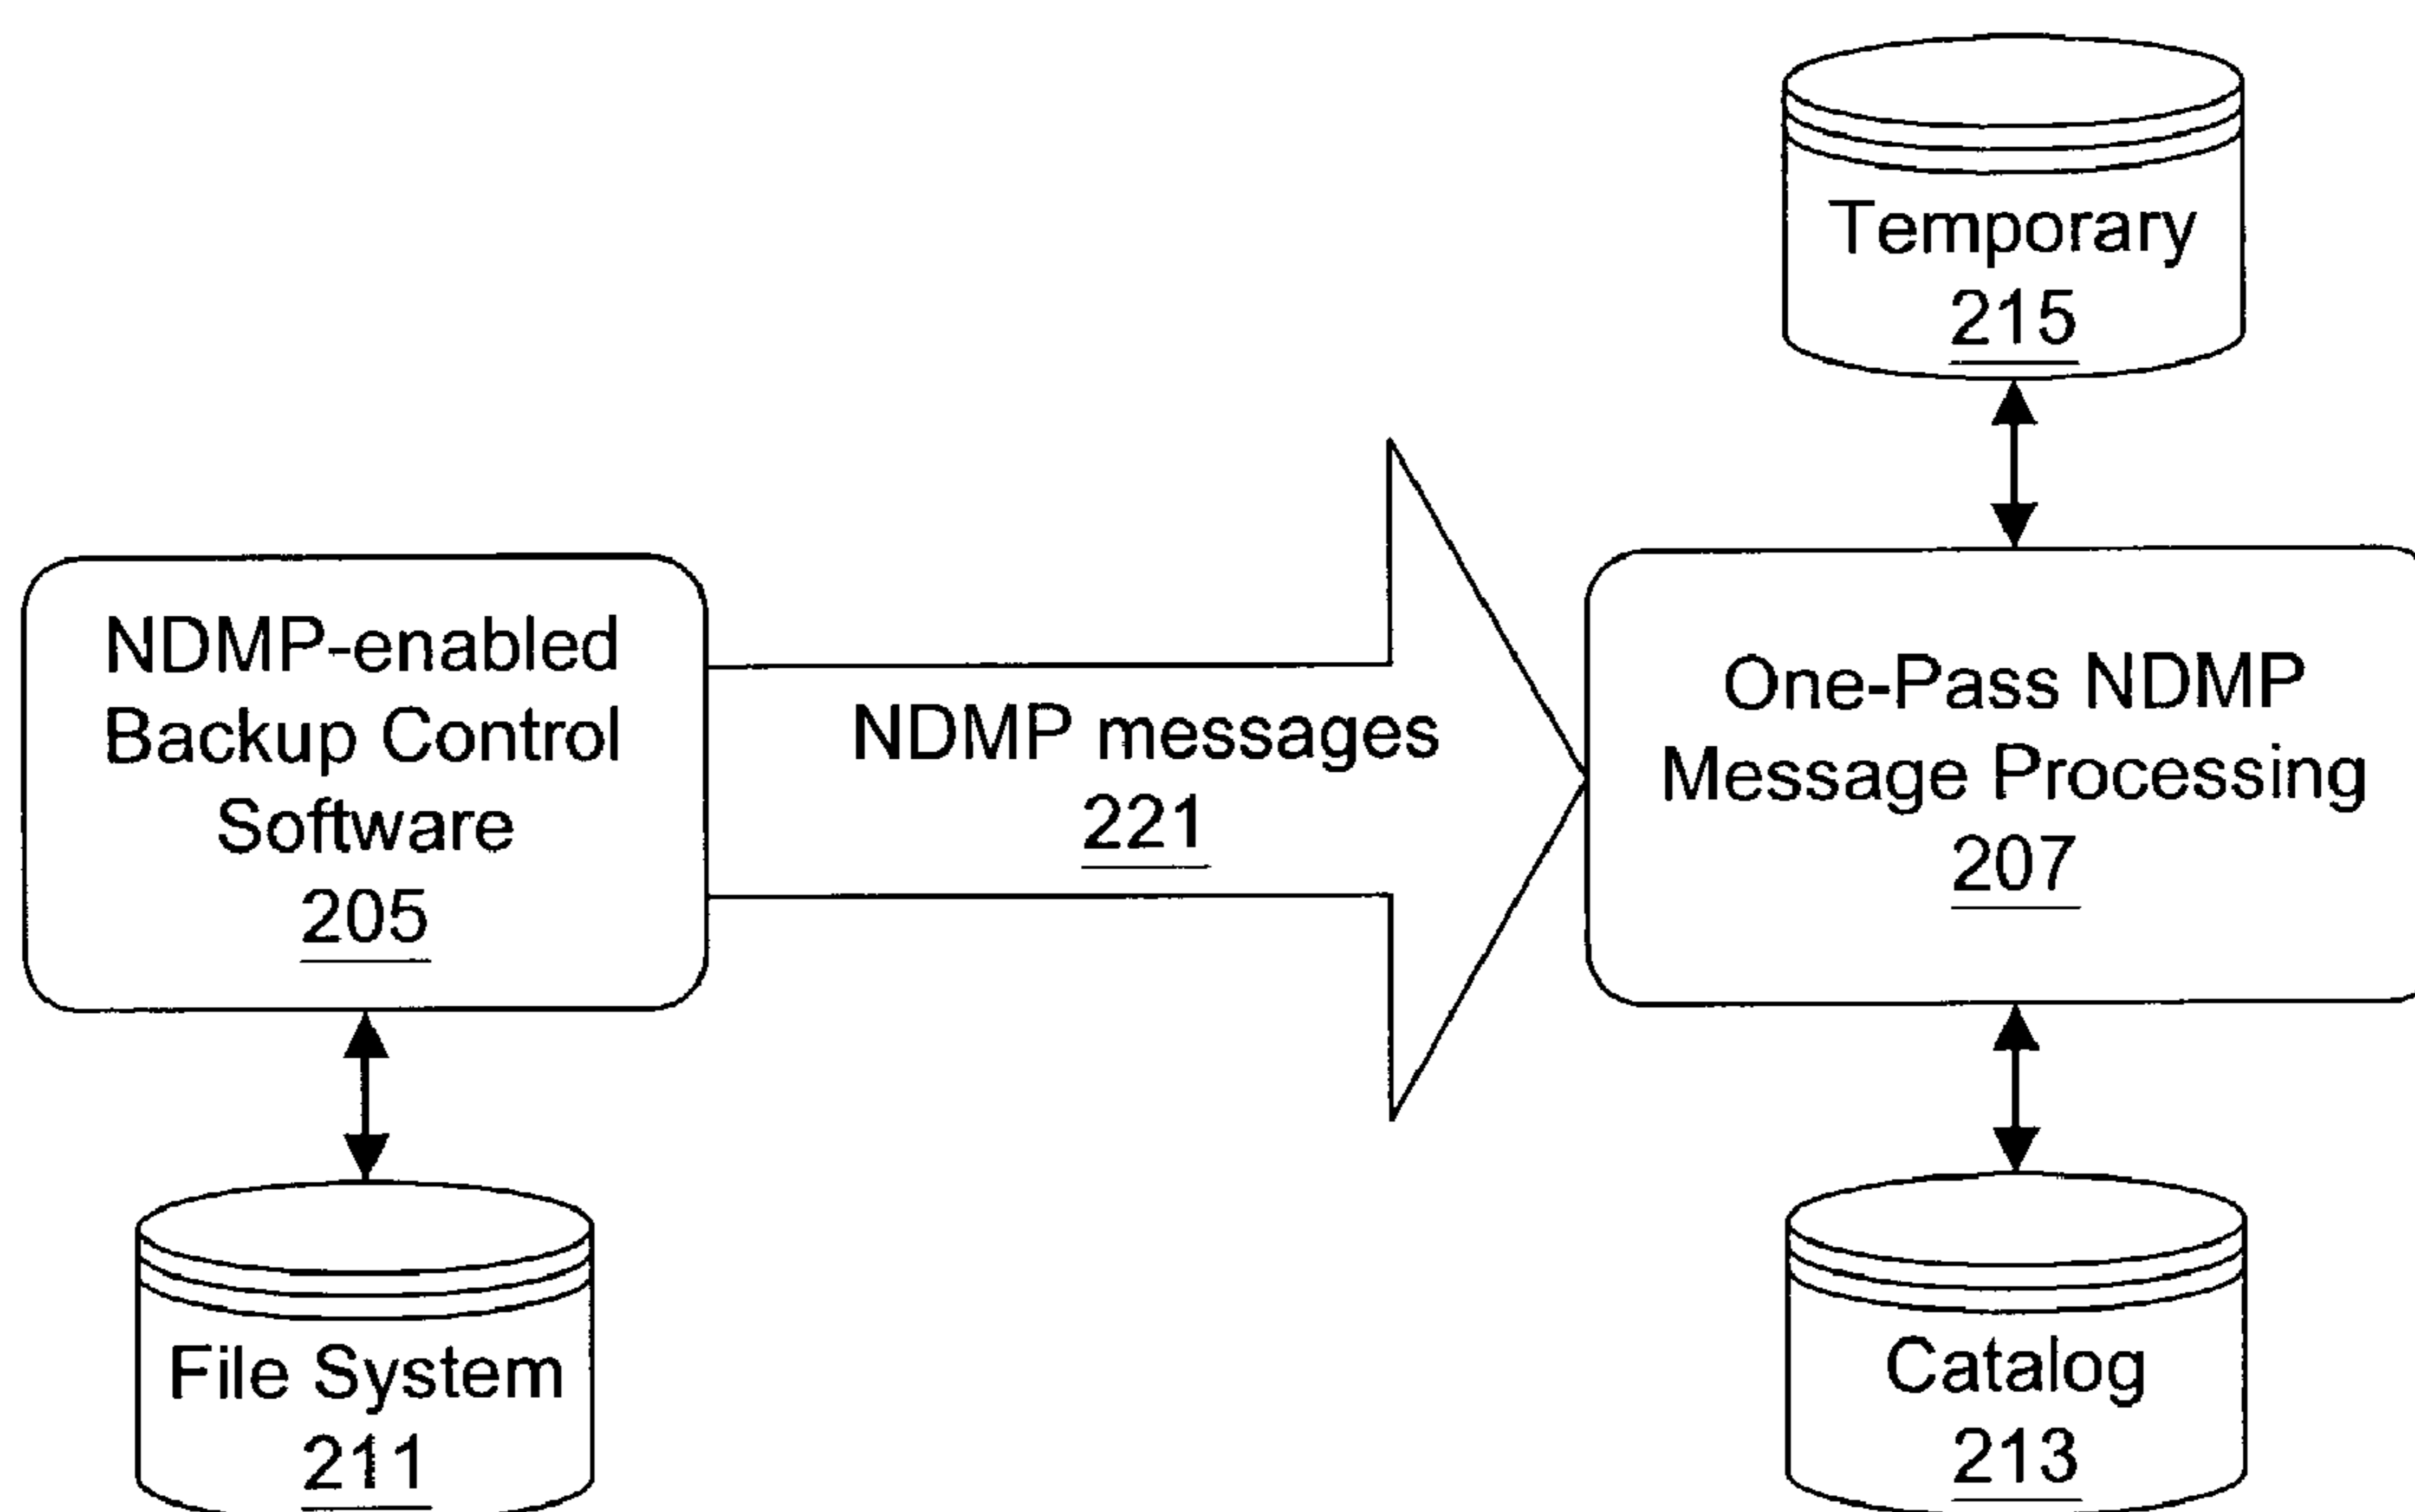 Temporary
215
NDMP-enabled
Backup Control
Software
205
NDMP messages
221
One-Pass NDMP
Message Processing
207
File System
211
Catalog
213